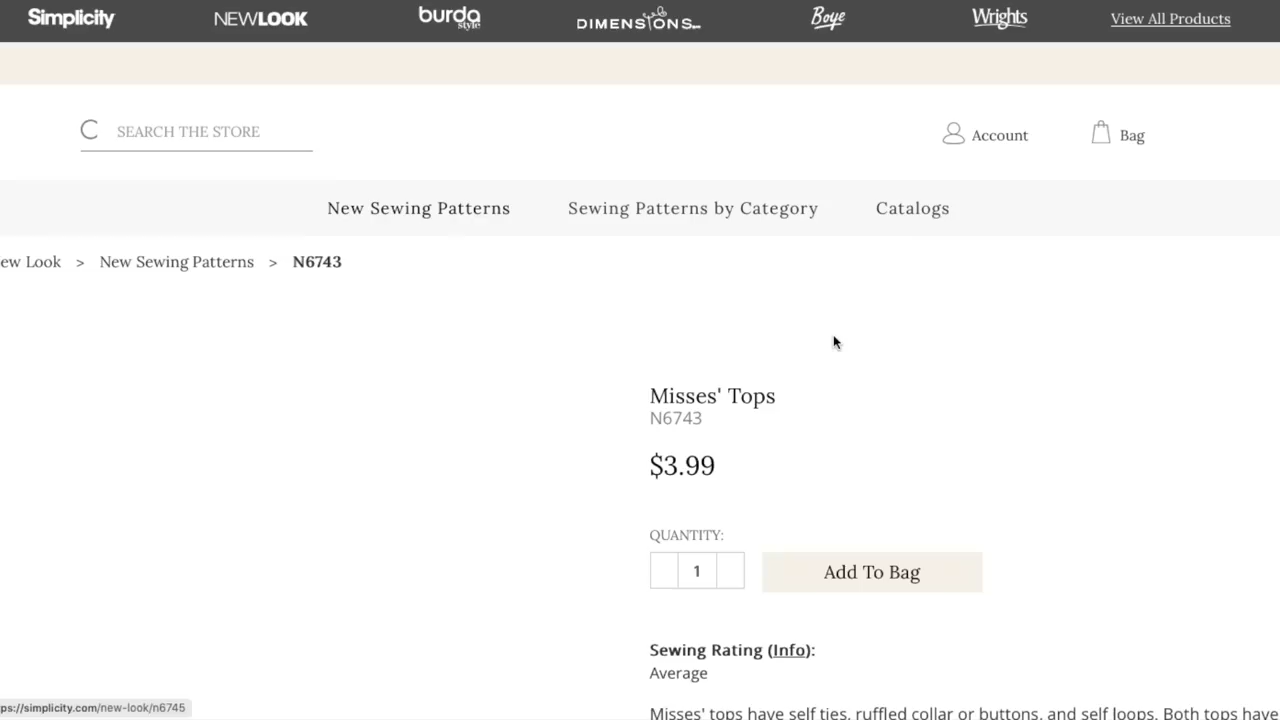 Simplicity NEWLOOK burda style DIMENSIONS Boye Wrights View All Products
SEARCH THE STORE
Account Bag
New Sewing Patterns Sewing Patterns by Category Catalogs
ew Look > New Sewing Patterns > N6743
Misses' Tops
N6743
$3.99
QUANTITY:
1 Add To Bag
Sewing Rating (Info):
Average
ps://simplicity.com/new-look/n6745
Misses' tops have self ties, ruffled collar or buttons, and self loops. Both tops have